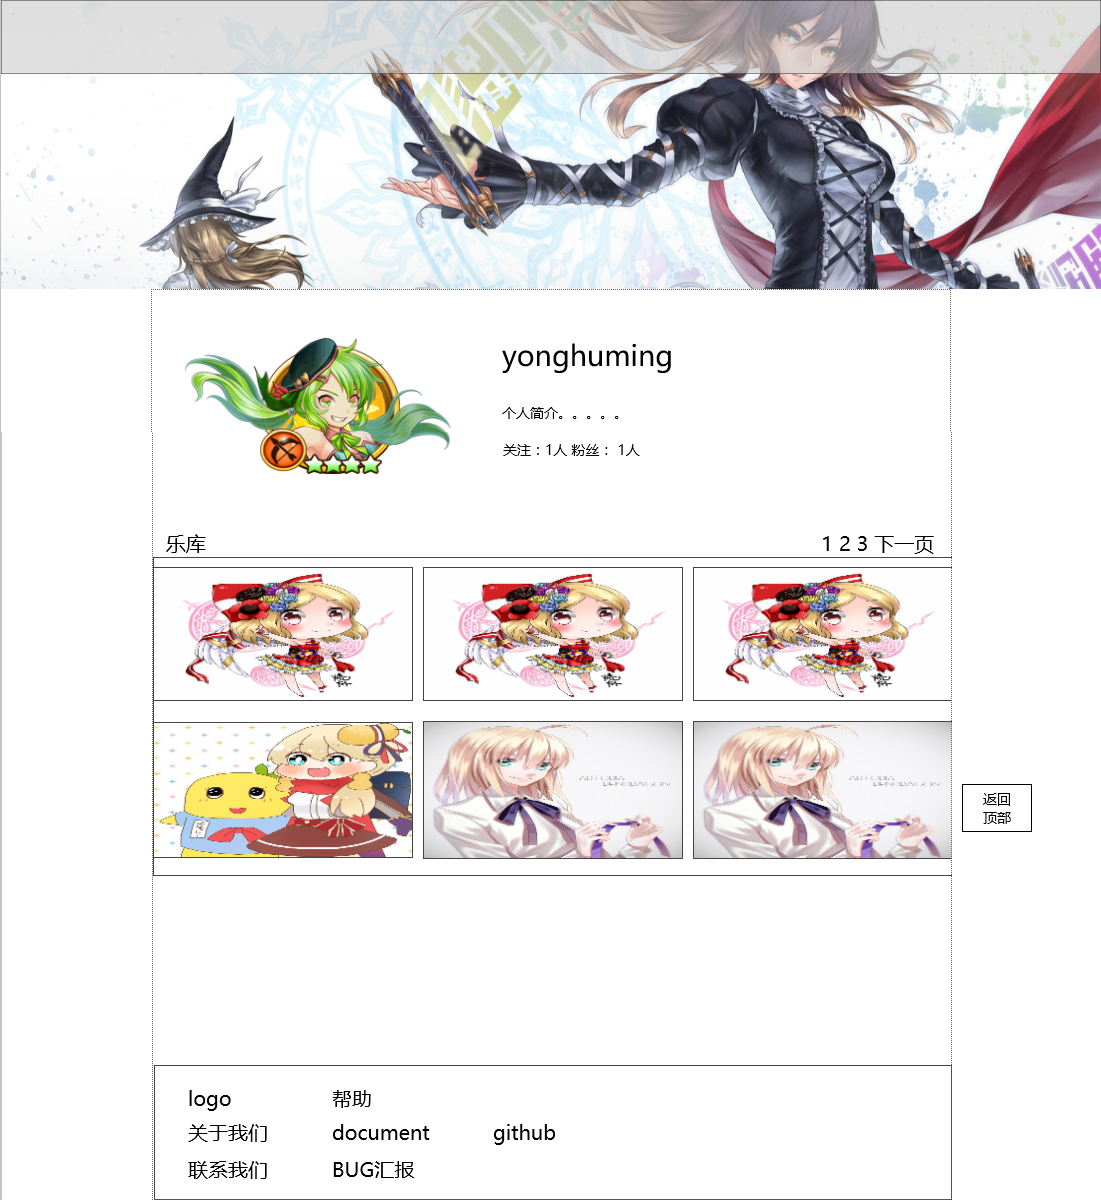 yonghuming
个人简介。。。。。
关注：1人 粉丝： 1人
乐库
1 2 3 下一页
返回
顶部
logo 帮助
关于我们 document github
联系我们 BUG汇报